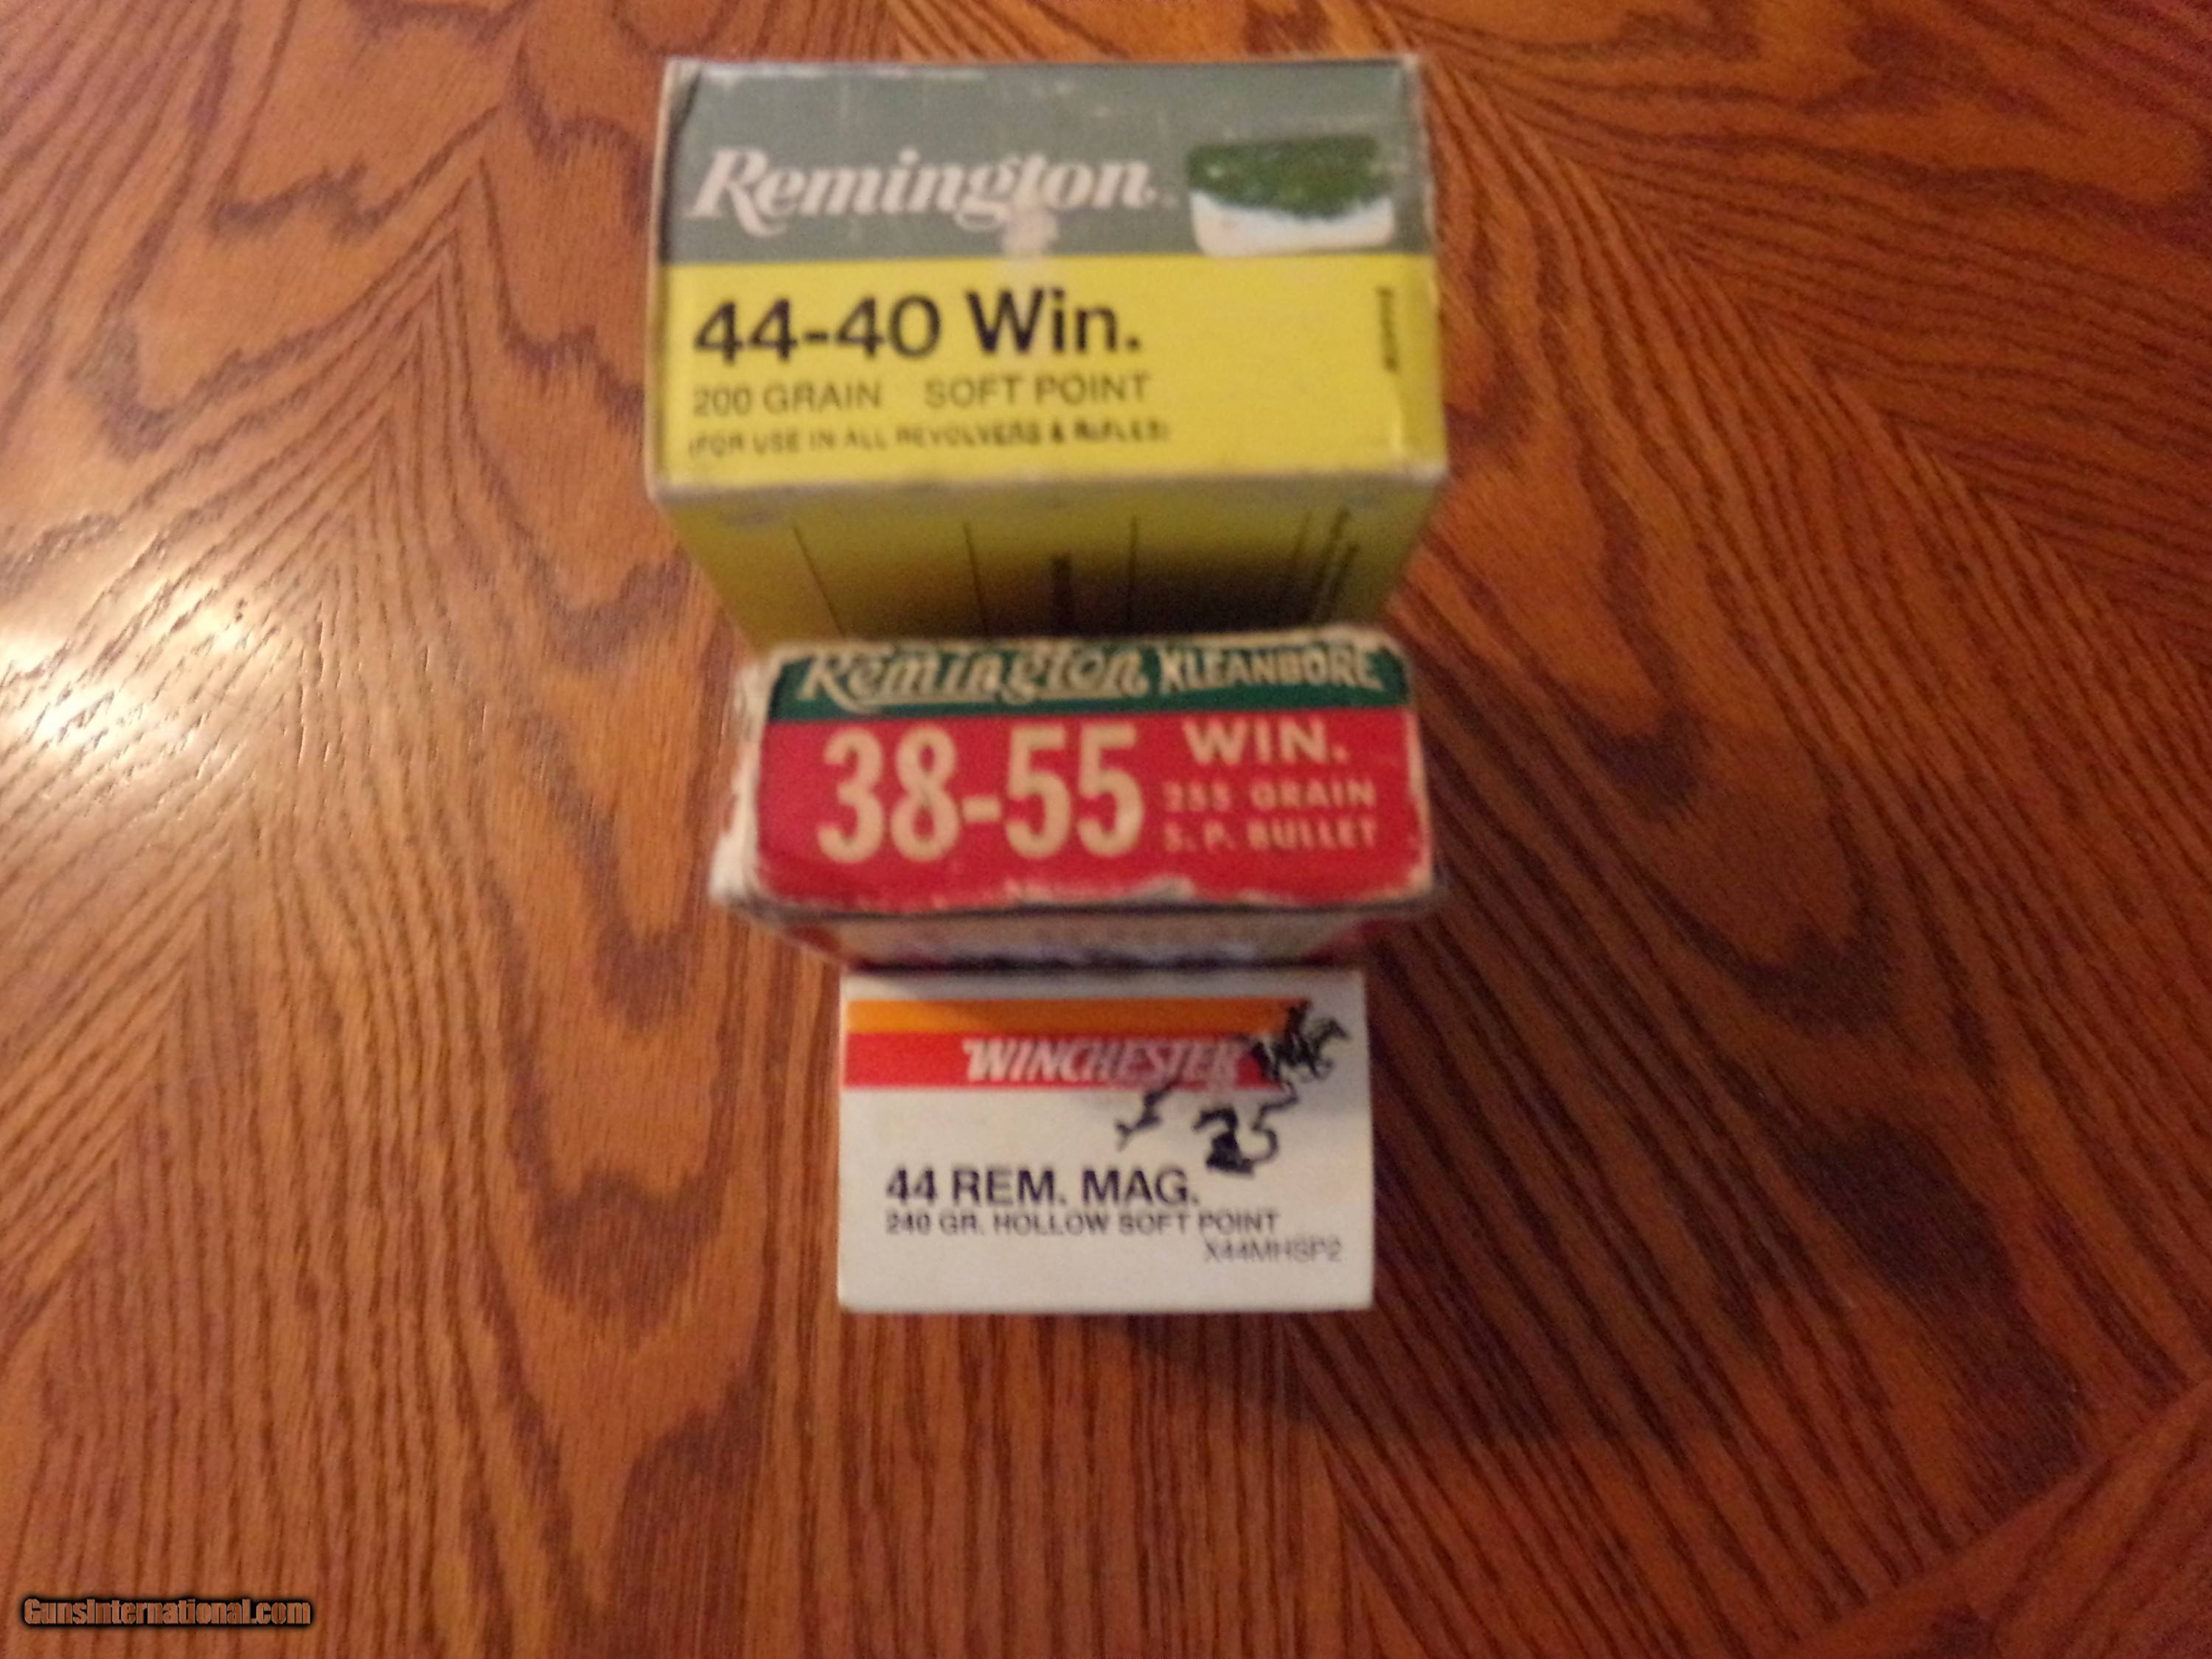 Remington
44-40 Win.
200 GRAIN SOFT POINT
(FOR USE IN ALL REVOLVERS & RIFLES)
Remington KLEANBORE
38-55 WIN.
255 GRAIN
S. P. BULLET
WINCHESTER
25
44 REM. MAG.
240 GR. HOLLOW SOFT POINT
X44MHSP2
GunsInternational.com